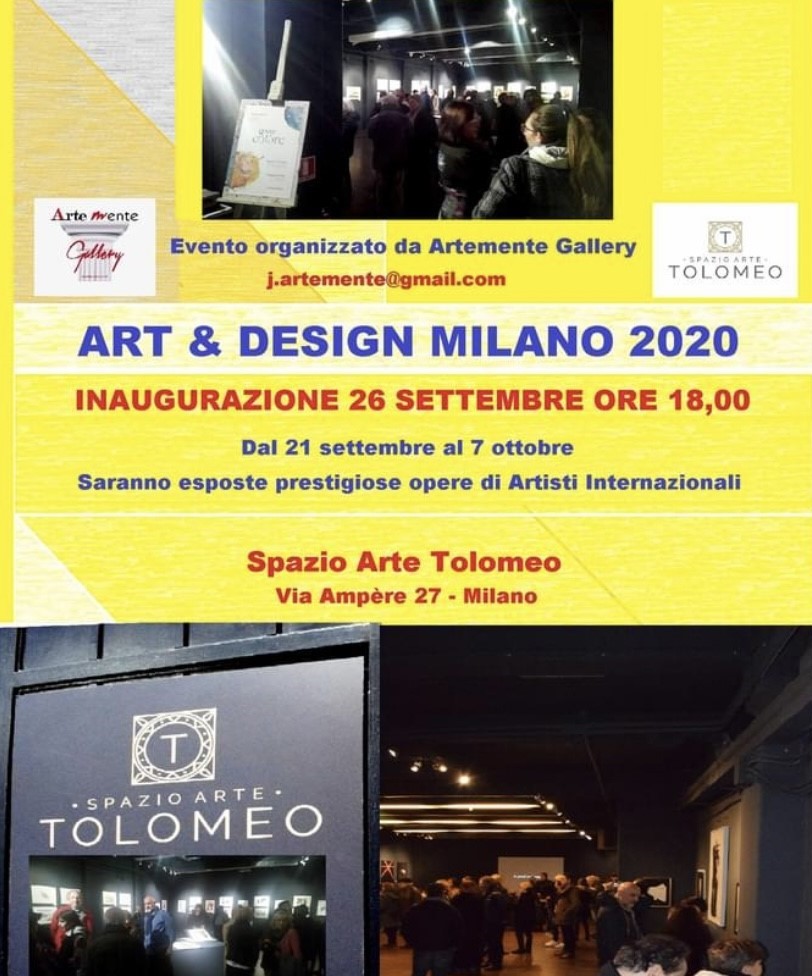 Arte mente
Gallery
Evento organizzato da Artemente Gallery
j.artemente@gmail.com
T
· SPAZIO ARTE ·
TOLOMEO
ART & DESIGN MILANO 2020
INAUGURAZIONE 26 SETTEMBRE ORE 18,00
Dal 21 settembre al 7 ottobre
Saranno esposte prestigiose opere di Artisti Internazionali
Spazio Arte Tolomeo
Via Ampère 27 - Milano
T
· SPAZIO ARTE ·
TOLOMEO